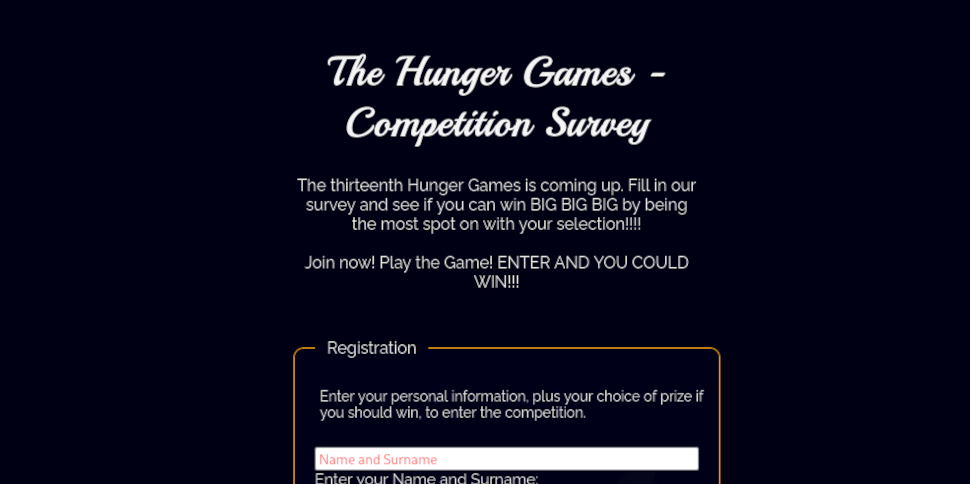 The Hunger Games -
Competition Survey
The thirteenth Hunger Games is coming up. Fill in our
survey and see if you can win BIG BIG BIG by being
the most spot on with your selection!!!!
Join now! Play the Game! ENTER AND YOU COULD
WIN!!!
Registration
Enter your personal information, plus your choice of prize if
you should win, to enter the competition.
Name and Surname
Enter your Name and Surname: